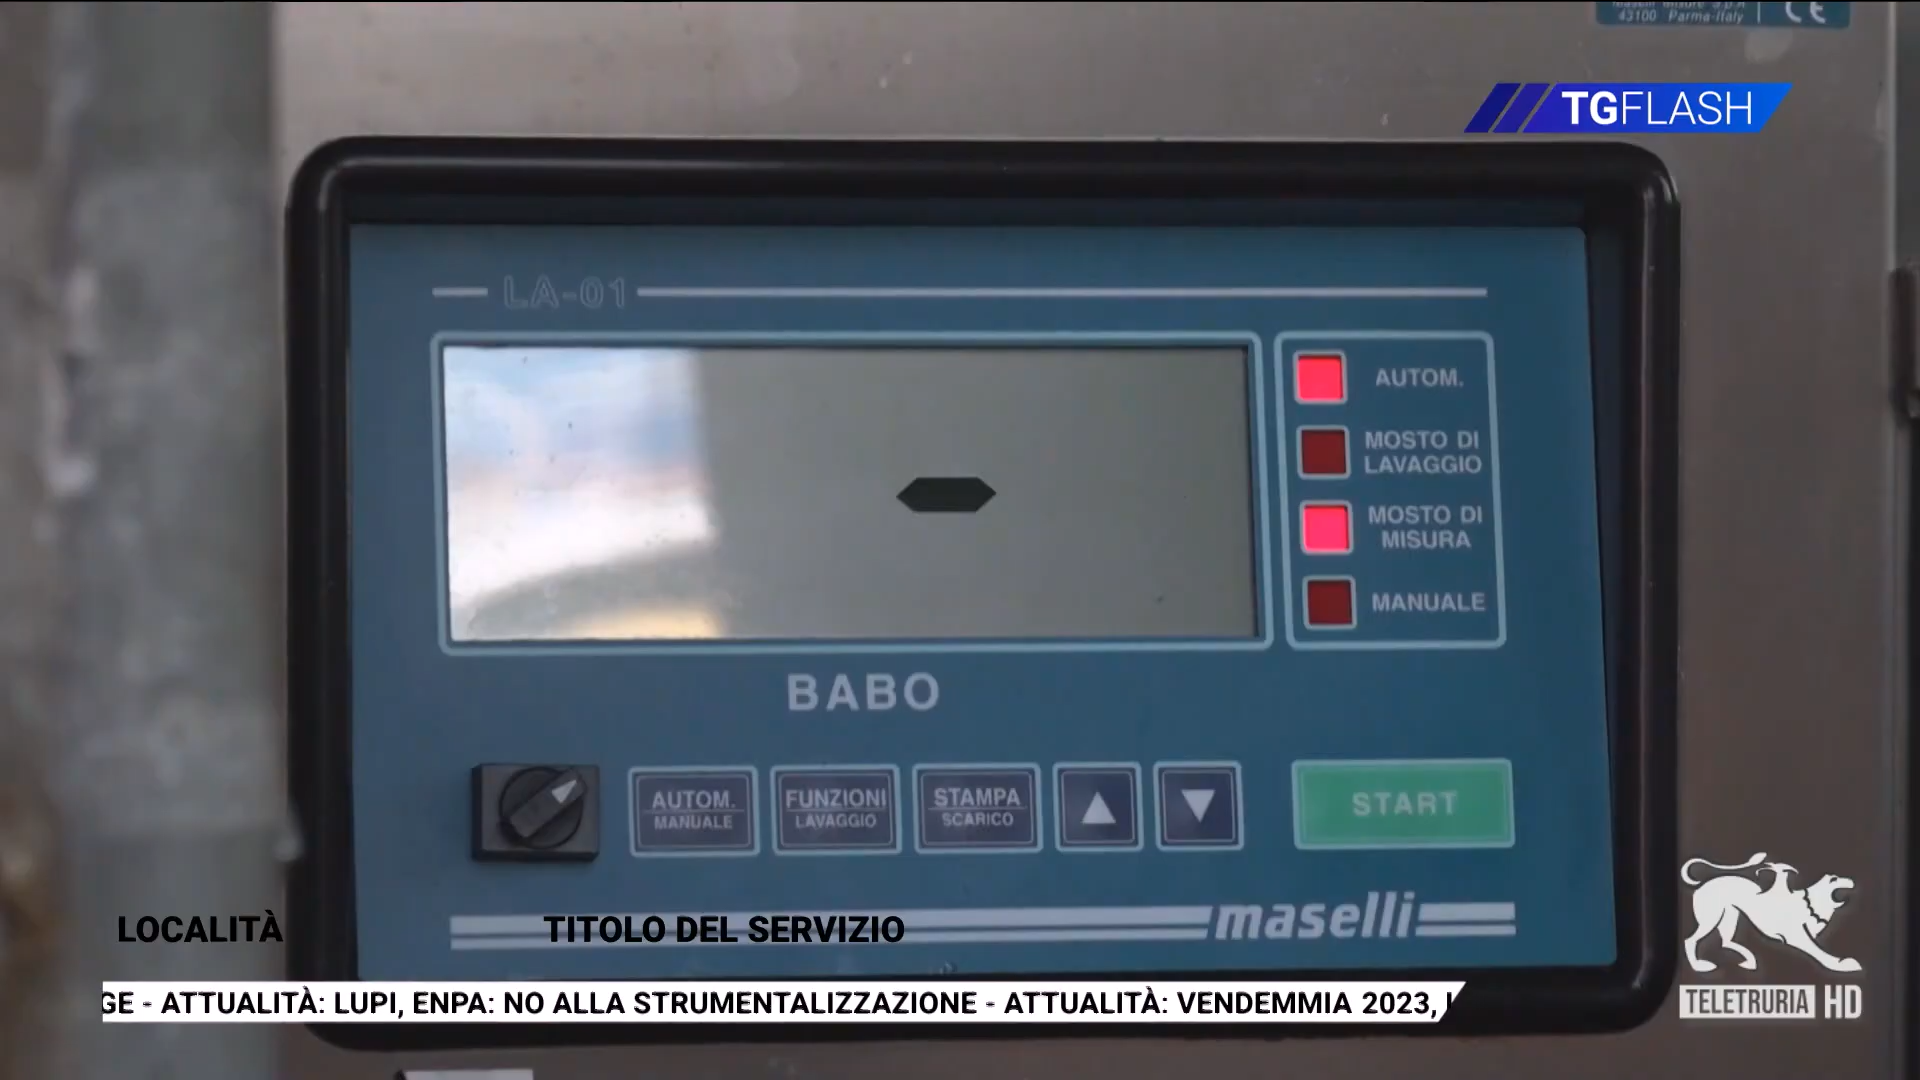 43100 Parma-Italy
CE
TGFLASH
LA-01
AUTOM.
MOSTO DI
LAVAGGIO
MOSTO DI
MISURA
MANUALE
BABO
AUTOM.
MANUALE
FUNZIONI
LAVAGGIO
STAMPA
SCARICO
START
maselli
LOCALITÀ
TITOLO DEL SERVIZIO
GE - ATTUALITÀ: LUPI, ENPA: NO ALLA STRUMENTALIZZAZIONE - ATTUALITÀ: VENDEMMIA 2023,
TELETRURIA HD